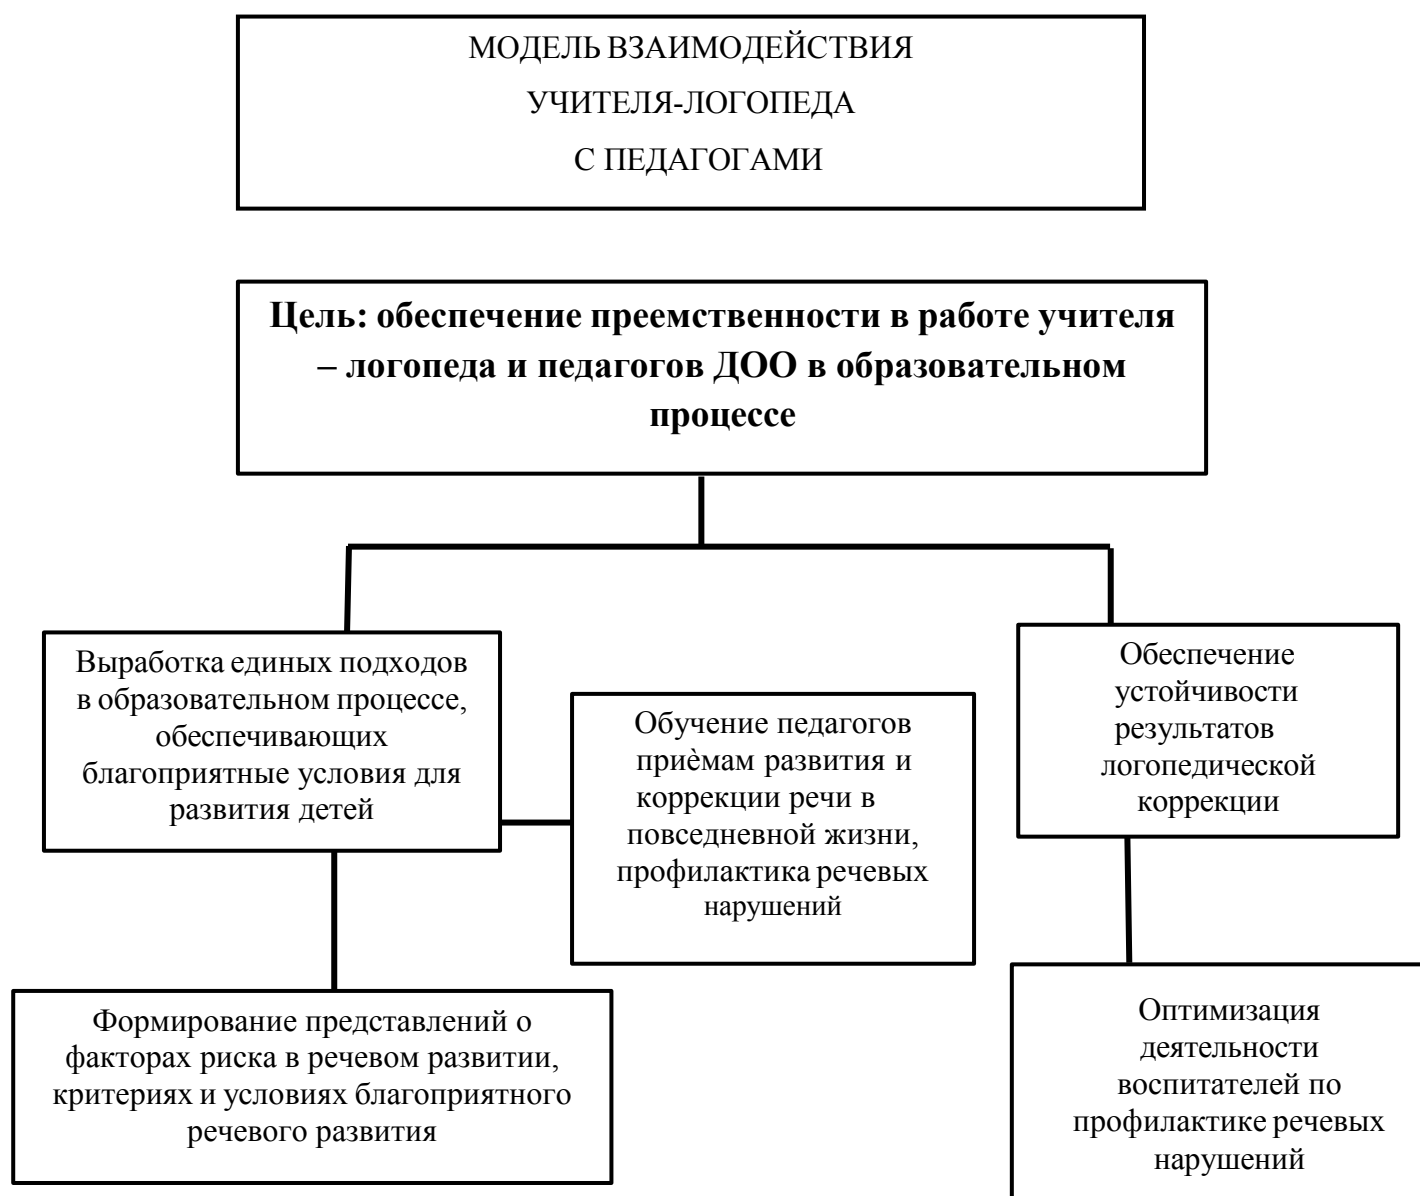 МОДЕЛЬ ВЗАИМОДЕЙСТВИЯ
УЧИТЕЛЯ-ЛОГОПЕДА
С ПЕДАГОГАМИ
Цель: обеспечение преемственности в работе учителя
– логопеда и педагогов ДОО в образовательном
процессе
Выработка единых подходов
в образовательном процессе,
обеспечивающих
благоприятные условия для
развития детей
Обучение педагогов
приѐмам развития и
коррекции речи в
повседневной жизни,
профилактика речевых
нарушений
Обеспечение
устойчивости
результатов
логопедической
коррекции
Формирование представлений о
факторах риска в речевом развитии,
критериях и условиях благоприятного
речевого развития
Оптимизация
деятельности
воспитателей по
профилактике речевых
нарушений